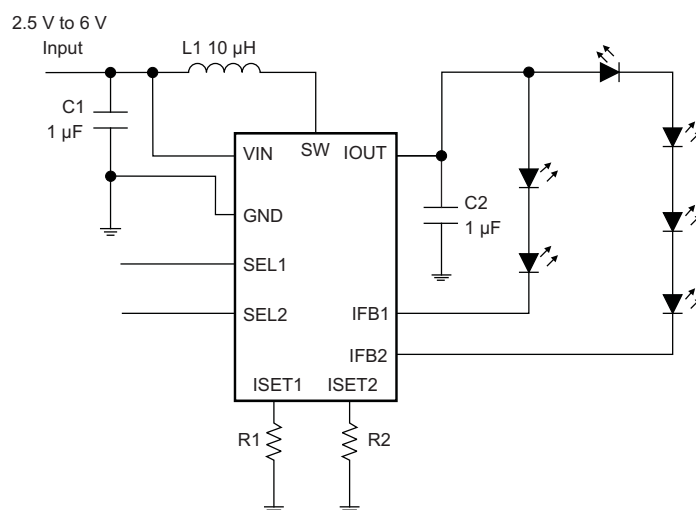 2.5 V to 6 V
Input
L1 10 µH
C1
1 µF
VIN
SW
IOUT
GND
C2
1 µF
SEL1
SEL2
IFB1
IFB2
ISET1
ISET2
R1
R2